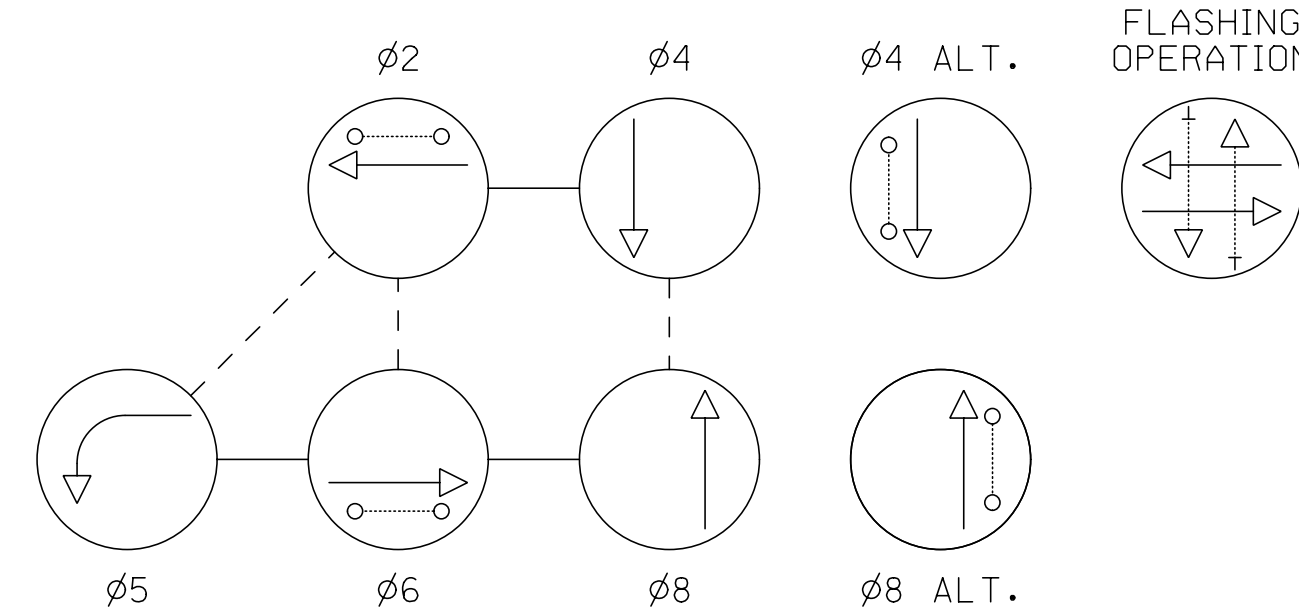 FLASHING
OPERATION
ø2
ø4
ø4 ALT.
ø5
ø6
ø8
ø8 ALT.